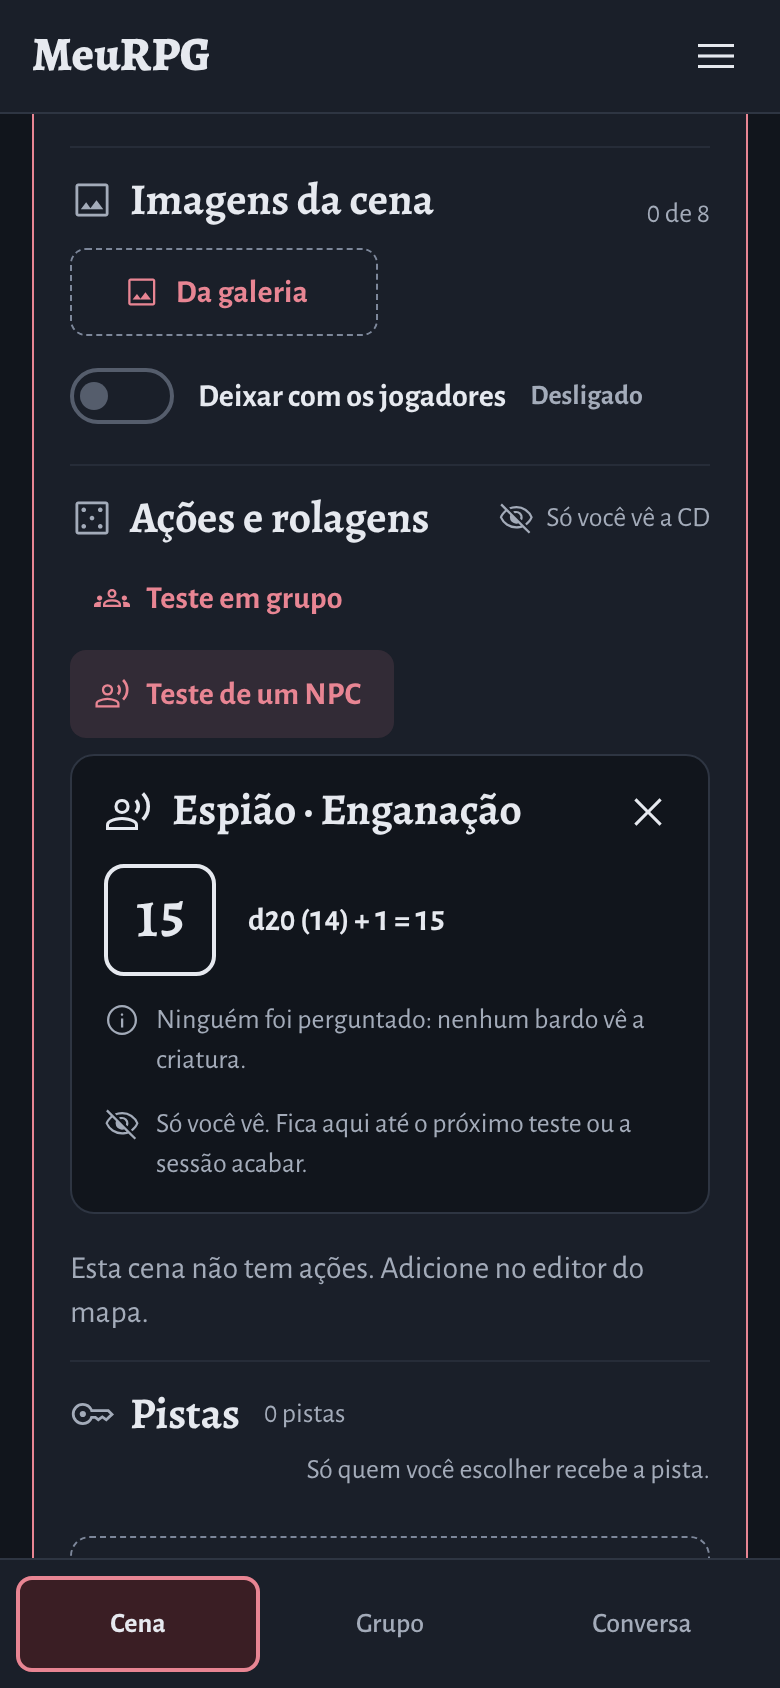 MeuRPG
Imagens da cena
0 de 8
Da galeria
Deixar com os jogadores Desligado
Ações e rolagens
Só você vê a CD
Teste em grupo
Teste de um NPC
Espião · Enganação
15
d20 (14) + 1 = 15
Ninguém foi perguntado: nenhum bardo vê a
criatura.
Só você vê. Fica aqui até o próximo teste ou a
sessão acabar.
Esta cena não tem ações. Adicione no editor do
mapa.
Pistas 0 pistas
Só quem você escolher recebe a pista.
Cena Grupo Conversa